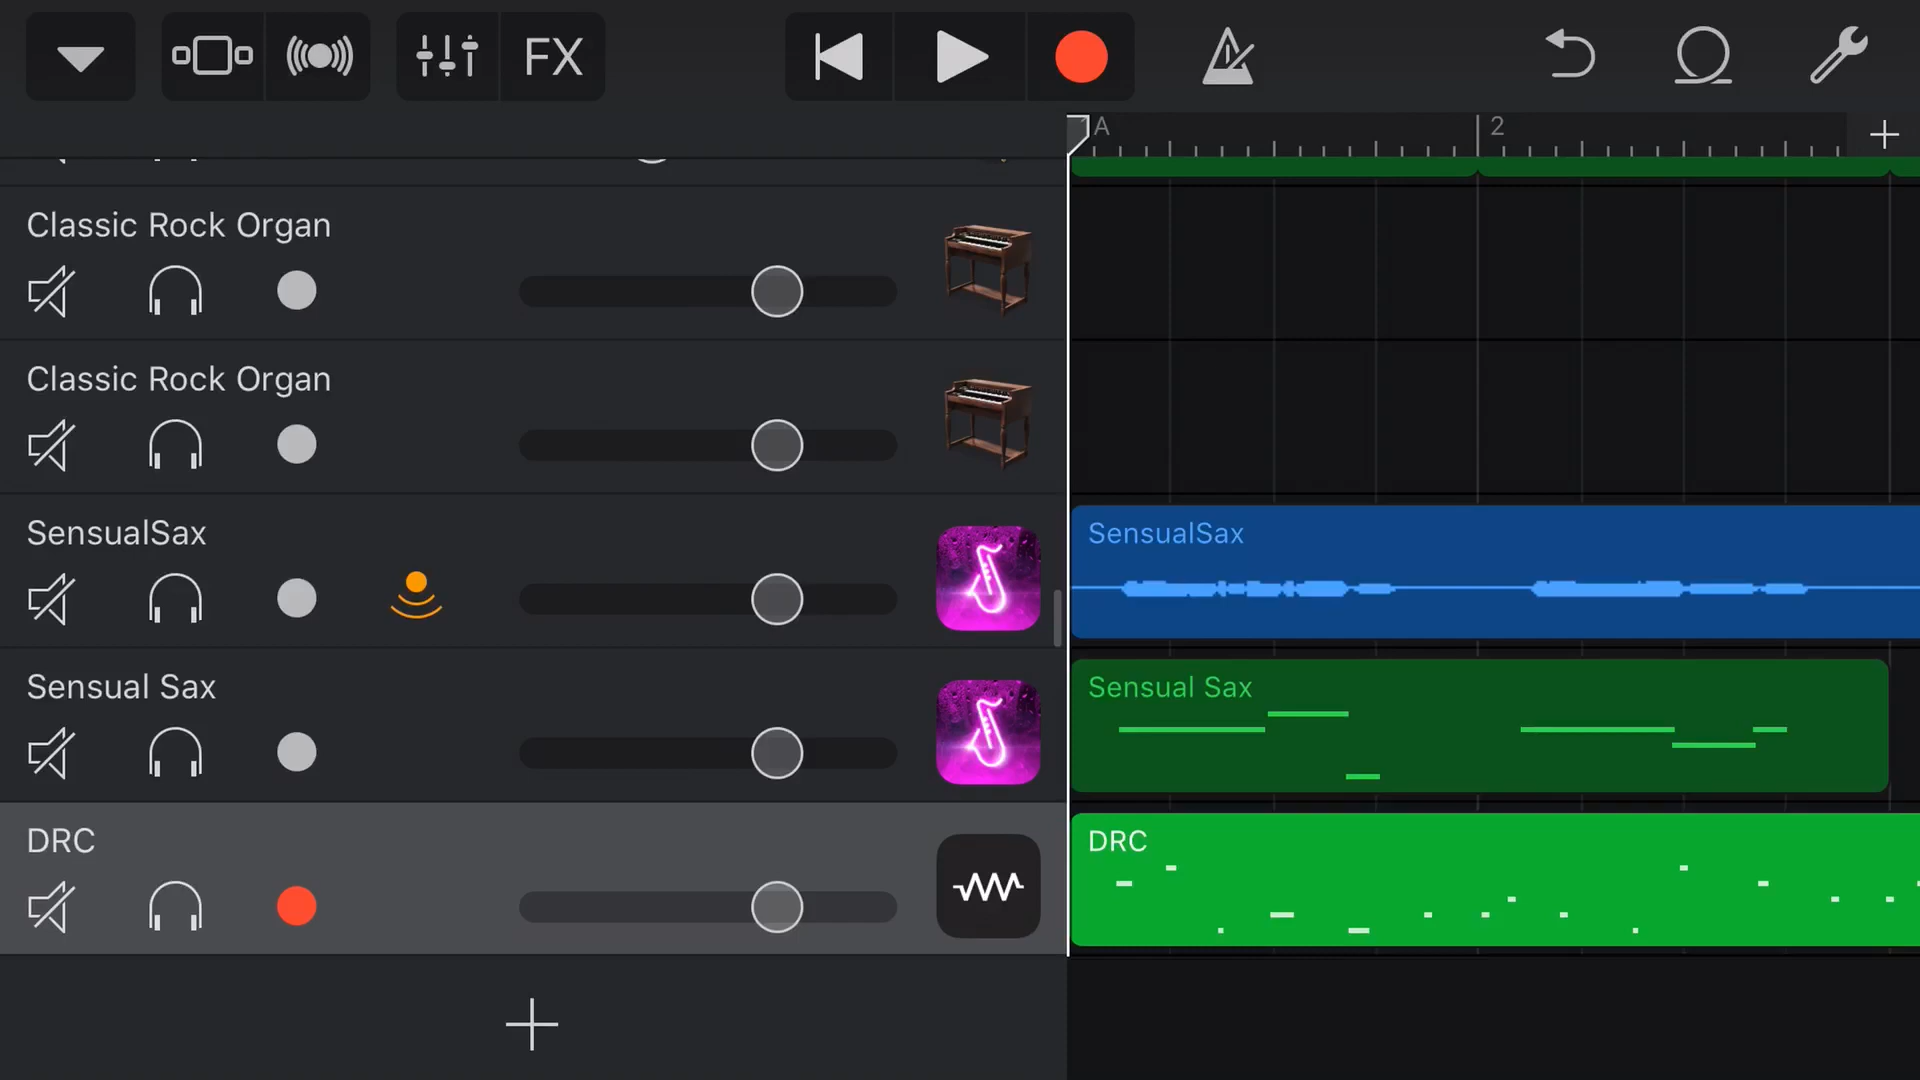 FX
A
2
Classic Rock Organ
Classic Rock Organ
SensualSax
SensualSax
Sensual Sax
Sensual Sax
DRC
DRC